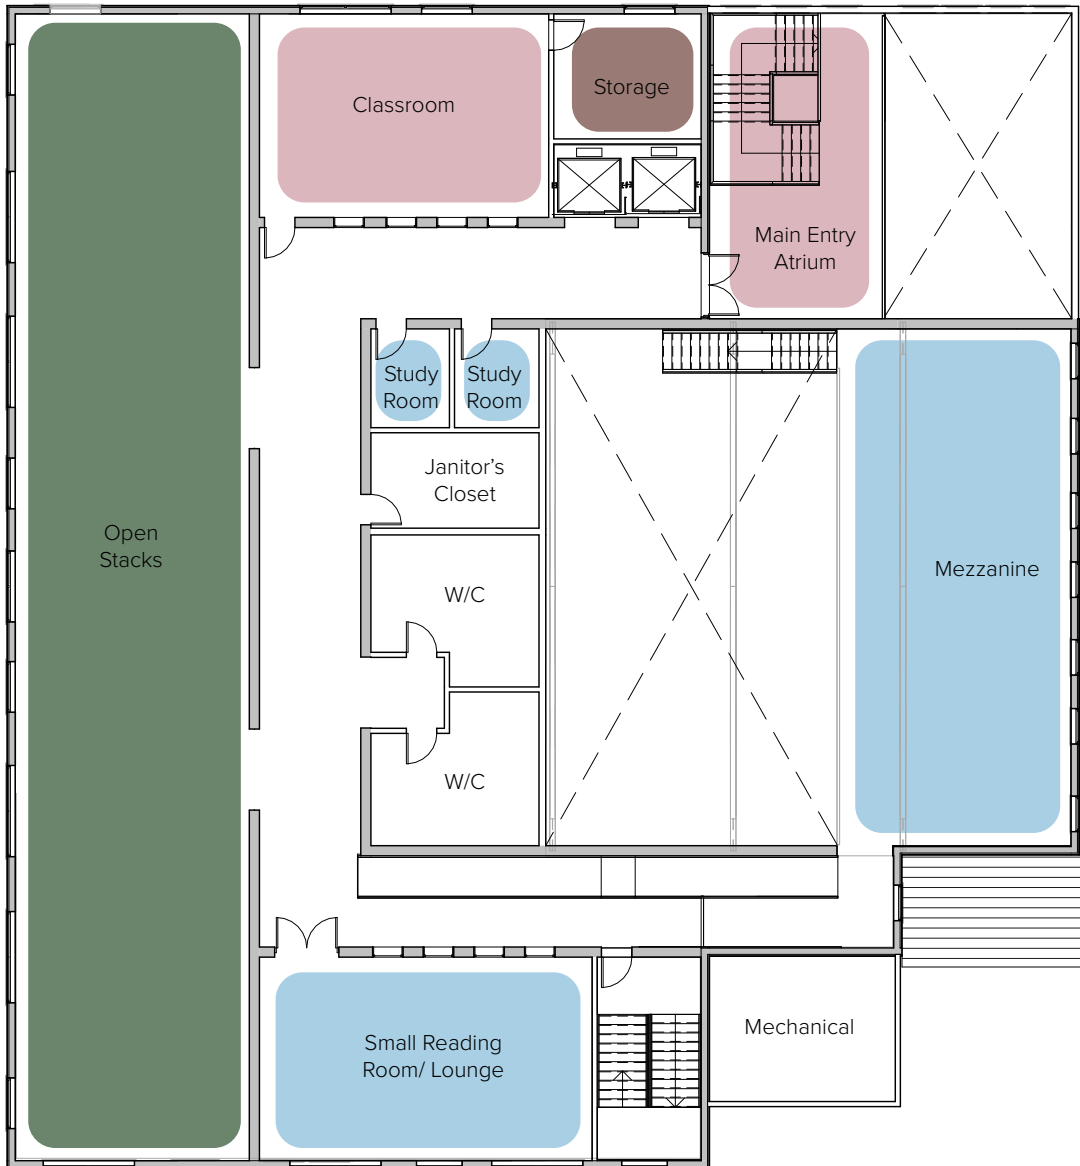 Classroom
Storage
Main Entry
Atrium
Study
Room
Study
Room
Janitor’s
Closet
Open
Stacks
W/C
Mezzanine
W/C
Small Reading
Room/ Lounge
Mechanical